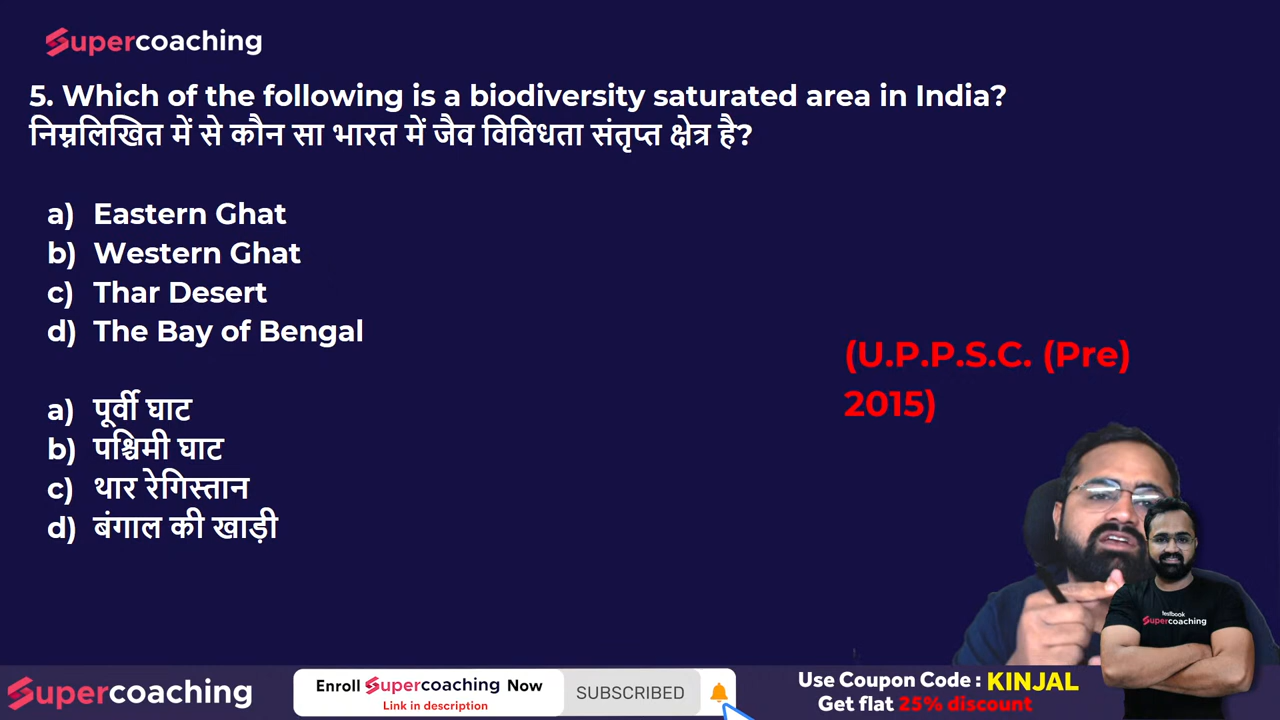 Supercoaching
5. Which of the following is a biodiversity saturated area in India?
निम्नलिखित में से कौन सा भारत में जैव विविधता संतृप्त क्षेत्र है?
a) Eastern Ghat
b) Western Ghat
c) Thar Desert
d) The Bay of Bengal
(U.P.P.S.C. (Pre)
2015)
a) पूर्वी घाट
b) पश्चिमी घाट
c) थार रेगिस्तान
d) बंगाल की खाड़ी
testbook
Supercoaching
Supercoaching
Enroll Supercoaching Now
Link in description
SUBSCRIBED
Use Coupon Code : KINJAL
Get flat 25% discount